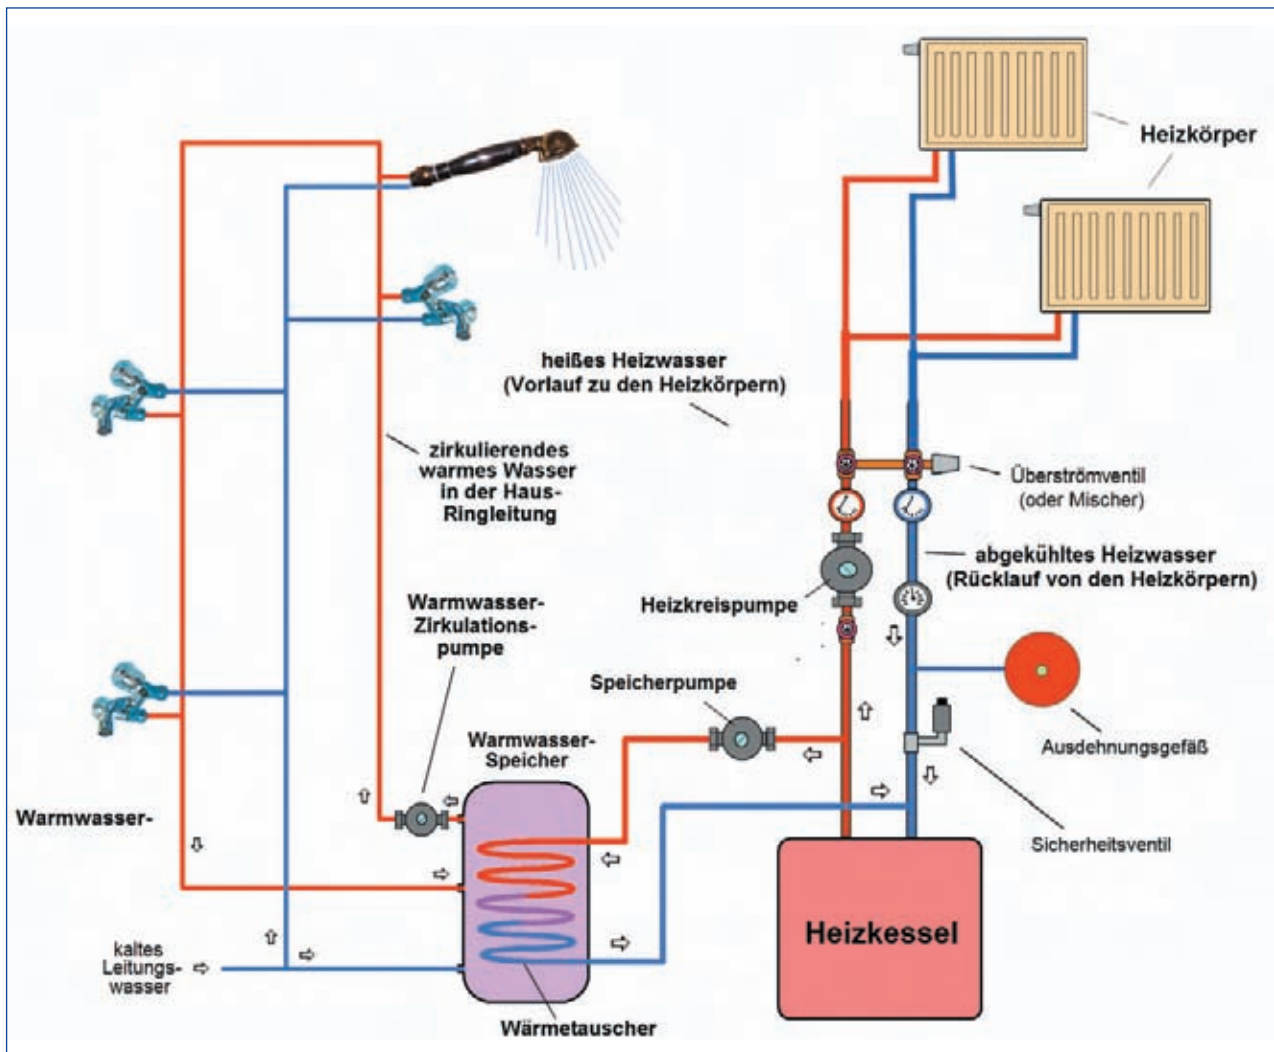 Heizkörper
heißes Heizwasser
(Vorlauf zu den Heizkörpern)
zirkulierendes
warmes Wasser
in der Haus-
Ringleitung
Überströmventil
(oder Mischer)
abgekühltes Heizwasser
(Rücklauf von den Heizkörpern)
Heizkreispumpe
Warmwasser-
Zirkulations-
pumpe
Speicherpumpe
Ausdehnungsgefäß
Warmwasser-
Speicher
Warmwasser-
Sicherheitsventil
Heizkessel
kaltes
Leitungs-
wasser
Wärmetauscher